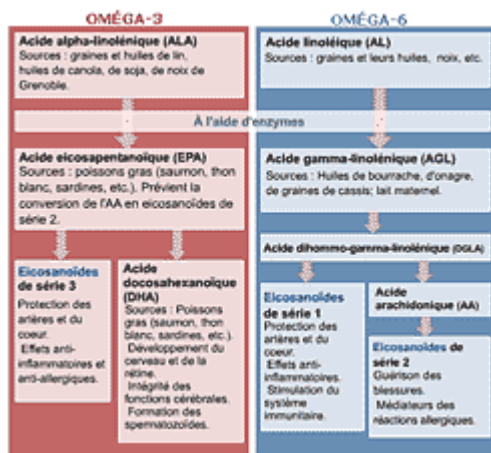 OMÉGA-3
Acide alpha-linolénique (ALA)
Sources : graines et huiles de lin,
huiles de canola, de soja, de noix de
Grenoble.
À l'aide d'enzymes
Acide eicosapentanoïque (EPA)
Sources : poissons gras (saumon, thon
blanc, sardines, etc.). Prévient la
conversion de l'AA en eicosanoïdes de
série 2.
Eicosanoïdes
de série 3
Protection des
artères et du
coeur.
Effets anti-
inflammatoires et
anti-allergiques.
Acide
docosahexanoïque
(DHA)
Sources : Poissons
gras (saumon, thon
blanc, sardines, etc.).
Développement du
cerveau et de la
rétine.
Intégrité des
fonctions cérébrales.
Formation des
spermatozoïdes.
OMÉGA-6
Acide linoléique (AL)
Sources : graines et leurs huiles, noix, etc.
Acide gamma-linolénique (AGL)
Sources : Huiles de bourrache, d'onagre,
de graines de cassis; lait maternel.
Acide dihommo-gamma-linolénique (DGLA)
Eicosanoïdes
de série 1
Protection des
artères et du
coeur.
Effets anti-
inflammatoires.
Stimulation du
système
immunitaire.
Acide
arachidonique (AA)
Eicosanoïdes de
série 2
Guérison des
blessures.
Médiateurs des
réactions allergiques.